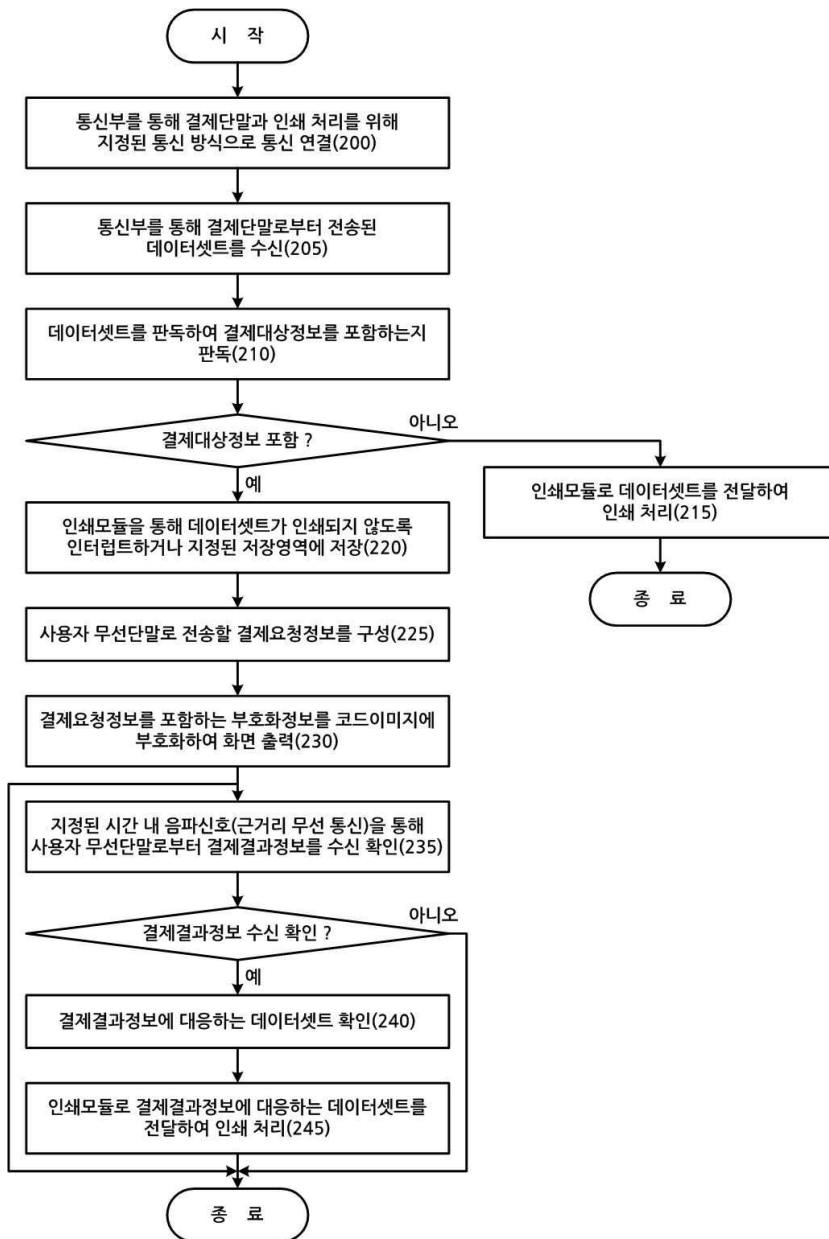 시 작
통신부를 통해 결제단말과 인쇄 처리를 위해
지정된 통신 방식으로 통신 연결(200)
통신부를 통해 결제단말로부터 전송된
데이터셋트를 수신(205)
데이터셋트를 판독하여 결제대상정보를 포함하는지
판독(210)
결제대상정보 포함 ?
아니오
예
인쇄모듈로 데이터셋트를 전달하여
인쇄 처리(215)
종 료
인쇄모듈을 통해 데이터셋트가 인쇄되지 않도록
인터럽트하거나 지정된 저장영역에 저장(220)
사용자 무선단말로 전송할 결제요청정보를 구성(225)
결제요청정보를 포함하는 부호화정보를 코드이미지에
부호화하여 화면 출력(230)
지정된 시간 내 음파신호(근거리 무선 통신)을 통해
사용자 무선단말로부터 결제결과정보를 수신 확인(235)
결제결과정보 수신 확인 ?
아니오
예
결제결과정보에 대응하는 데이터셋트 확인(240)
인쇄모듈로 결제결과정보에 대응하는 데이터셋트를
전달하여 인쇄 처리(245)
종 료